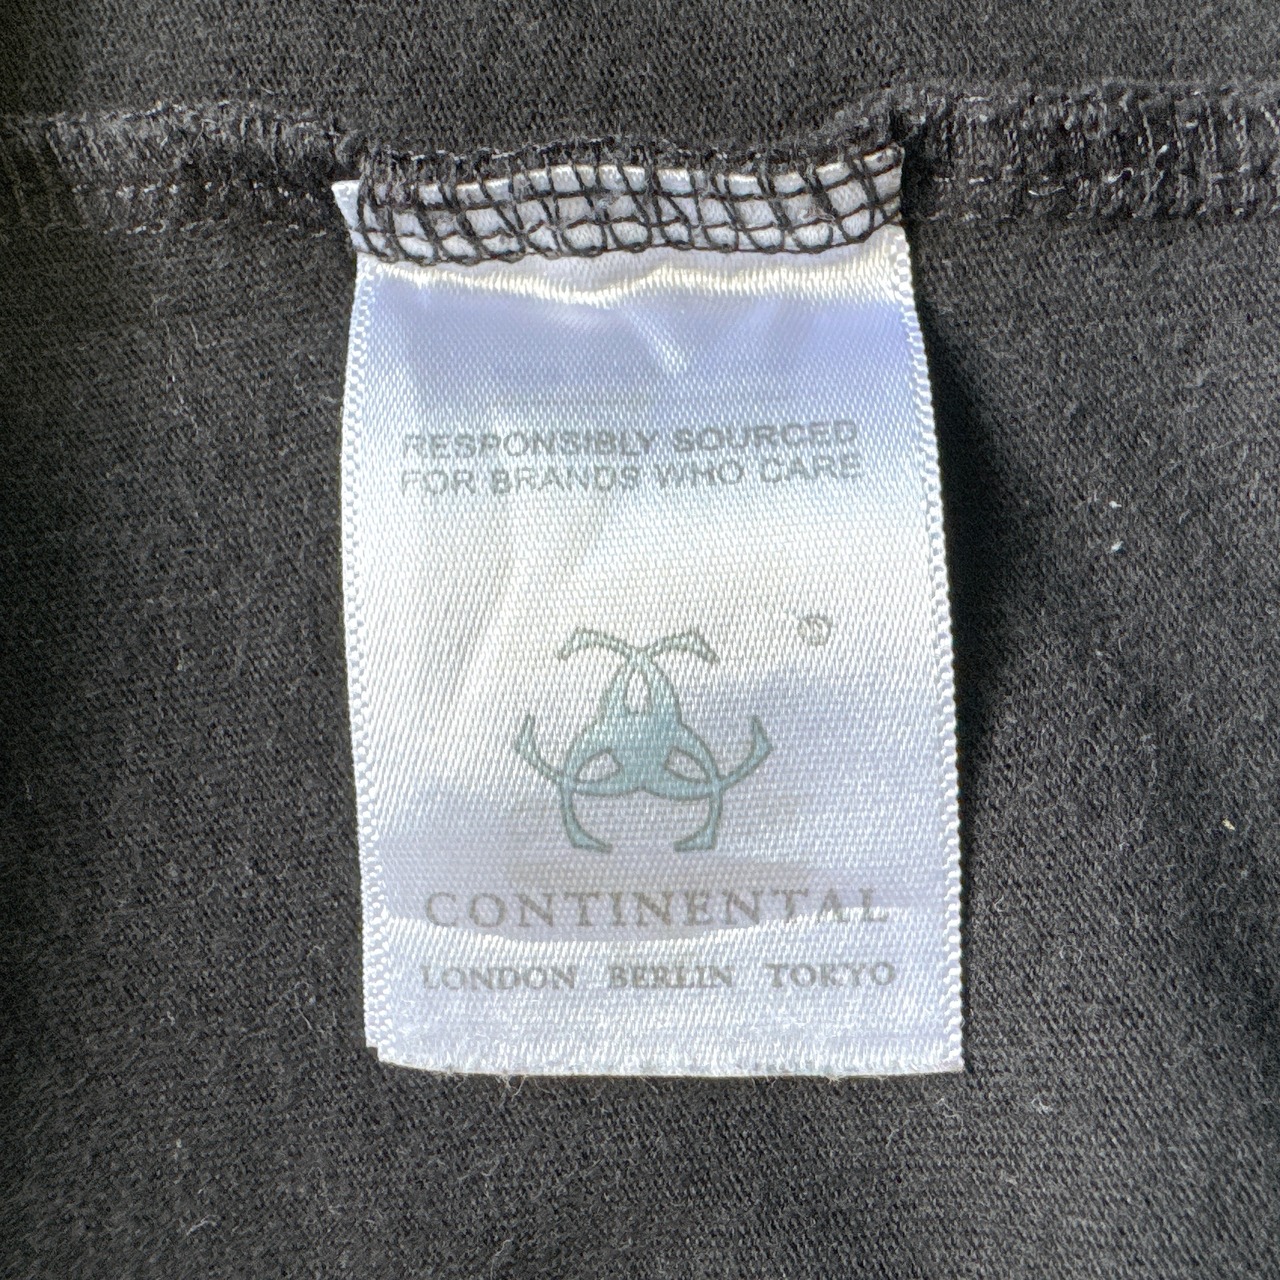 RESPONSIBLY SOURCED
FOR BRANDS WHO CARE
CONTINENTAL
LONDON BERLIN TOKYO